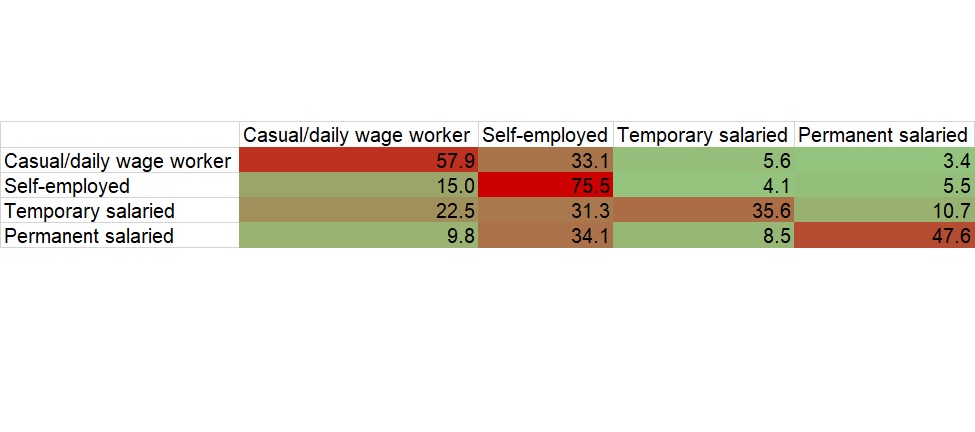 Casual/daily wage worker Self-employed Temporary salaried Permanent salaried
Casual/daily wage worker 57.9 33.1 5.6 3.4
Self-employed 15.0 75.5 4.1 5.5
Temporary salaried 22.5 31.3 35.6 10.7
Permanent salaried 9.8 34.1 8.5 47.6